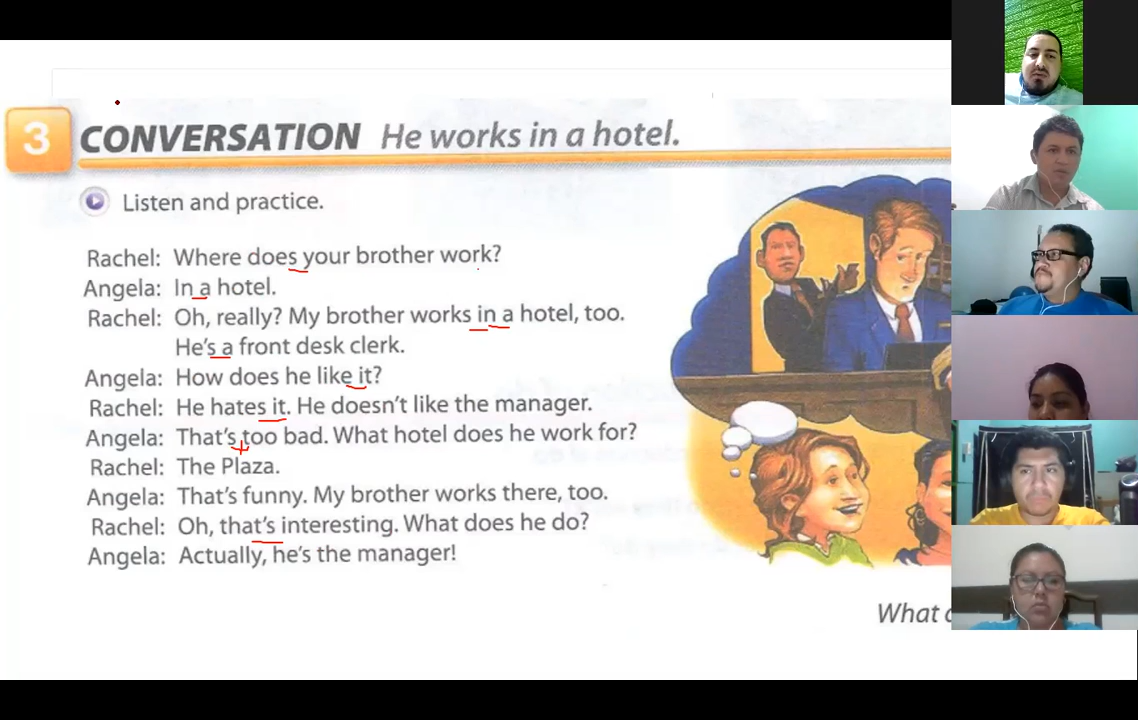 3 CONVERSATION He works in a hotel.
Listen and practice.
Rachel: Where does your brother work?
Angela: In a hotel.
Rachel: Oh, really? My brother works in a hotel, too.
He's a front desk clerk.
Angela: How does he like it?
Rachel: He hates it. He doesn't like the manager.
Angela: That's too bad. What hotel does he work for?
Rachel: The Plaza.
Angela: That's funny. My brother works there, too.
Rachel: Oh, that's interesting. What does he do?
Angela: Actually, he's the manager!
What